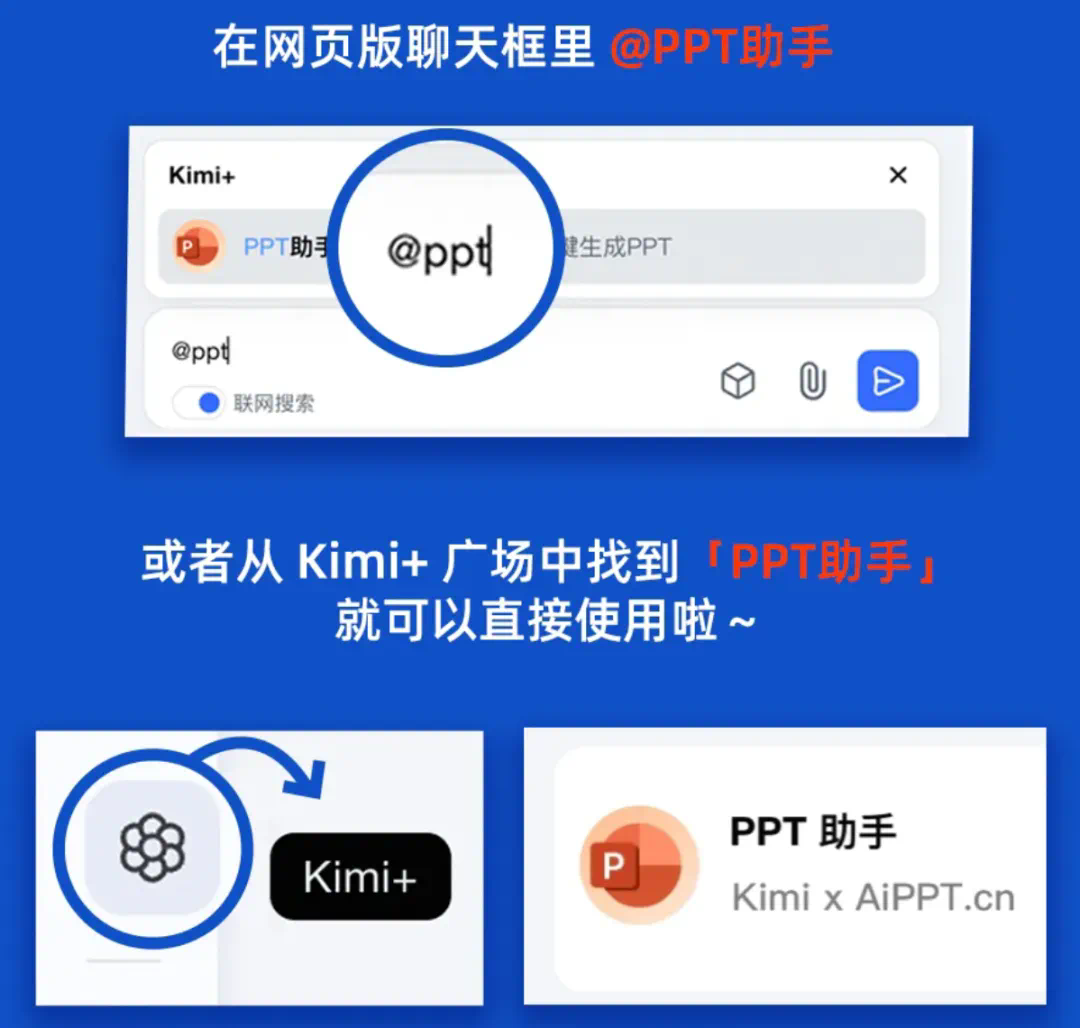 在网页版聊天框里 @PPT助手
Kimi+
PPT助手
@ppt
键生成PPT
@ppt
联网搜索
或者从 Kimi+ 广场中找到「PPT助手」
就可以直接使用啦～
Kimi+
P
PPT 助手
Kimi x AiPPT.cn